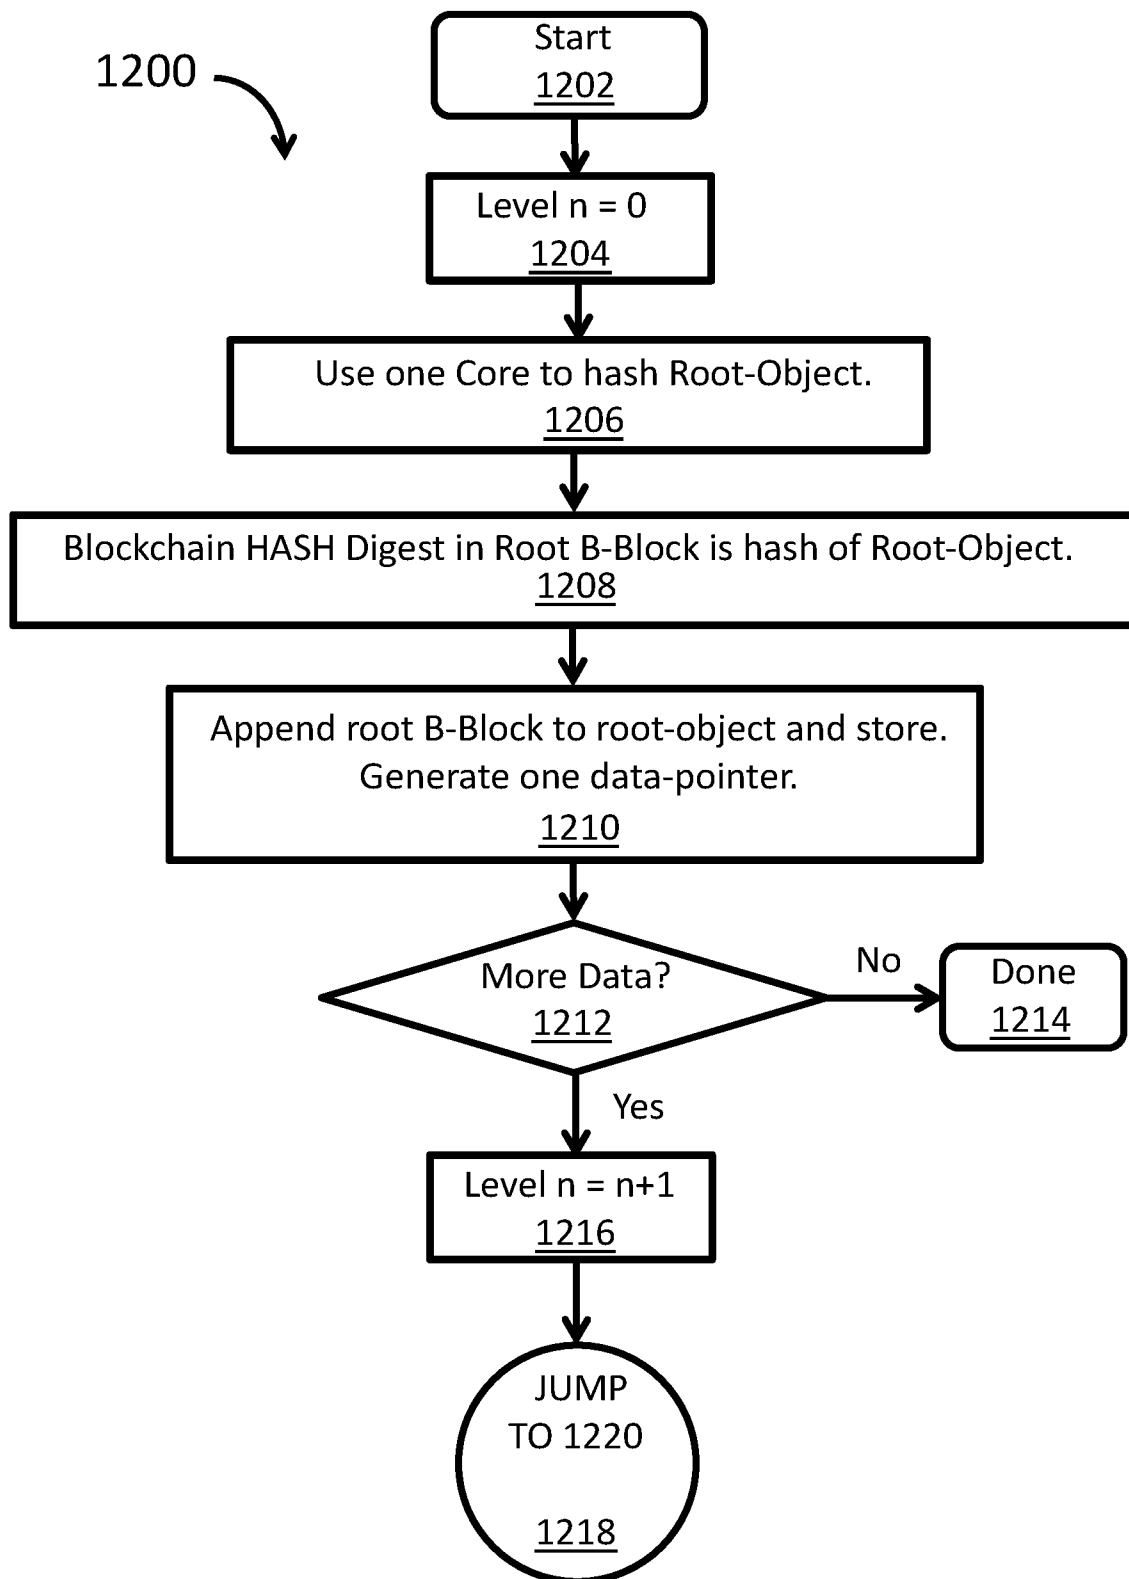 1200
Start
1202
Level n = 0
1204
Use one Core to hash Root-Object.
1206
Blockchain HASH Digest in Root B-Block is hash of Root-Object.
1208
Append root B-Block to root-object and store.
Generate one data-pointer.
1210
More Data?
1212
No
Done
1214
Yes
Level n = n+1
1216
JUMP
TO 1220
1218